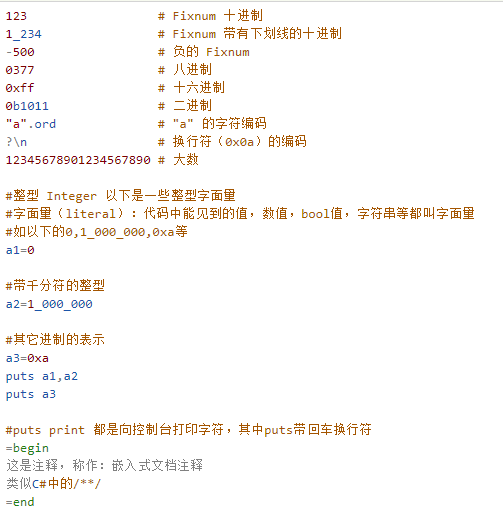 123                  # Fixnum 十进制
1_234                # Fixnum 带有下划线的十进制
-500                 # 负的 Fixnum
0377                 # 八进制
0xff                 # 十六进制
0b1011               # 二进制
"a".ord              # "a" 的字符编码
?\n                  # 换行符（0x0a）的编码
12345678901234567890 # 大数
#整型 Integer 以下是一些整型字面量
#字面量（literal）：代码中能见到的值，数值，bool值，字符串等都叫字面量
#如以下的0,1_000_000,0xa等
a1=0
#带千分符的整型
a2=1_000_000
#其它进制的表示
a3=0xa
puts a1,a2
puts a3
#puts print 都是向控制台打印字符，其中puts带回车换行符
=begin
这是注释，称作：嵌入式文档注释
类似C#中的/**/
=end